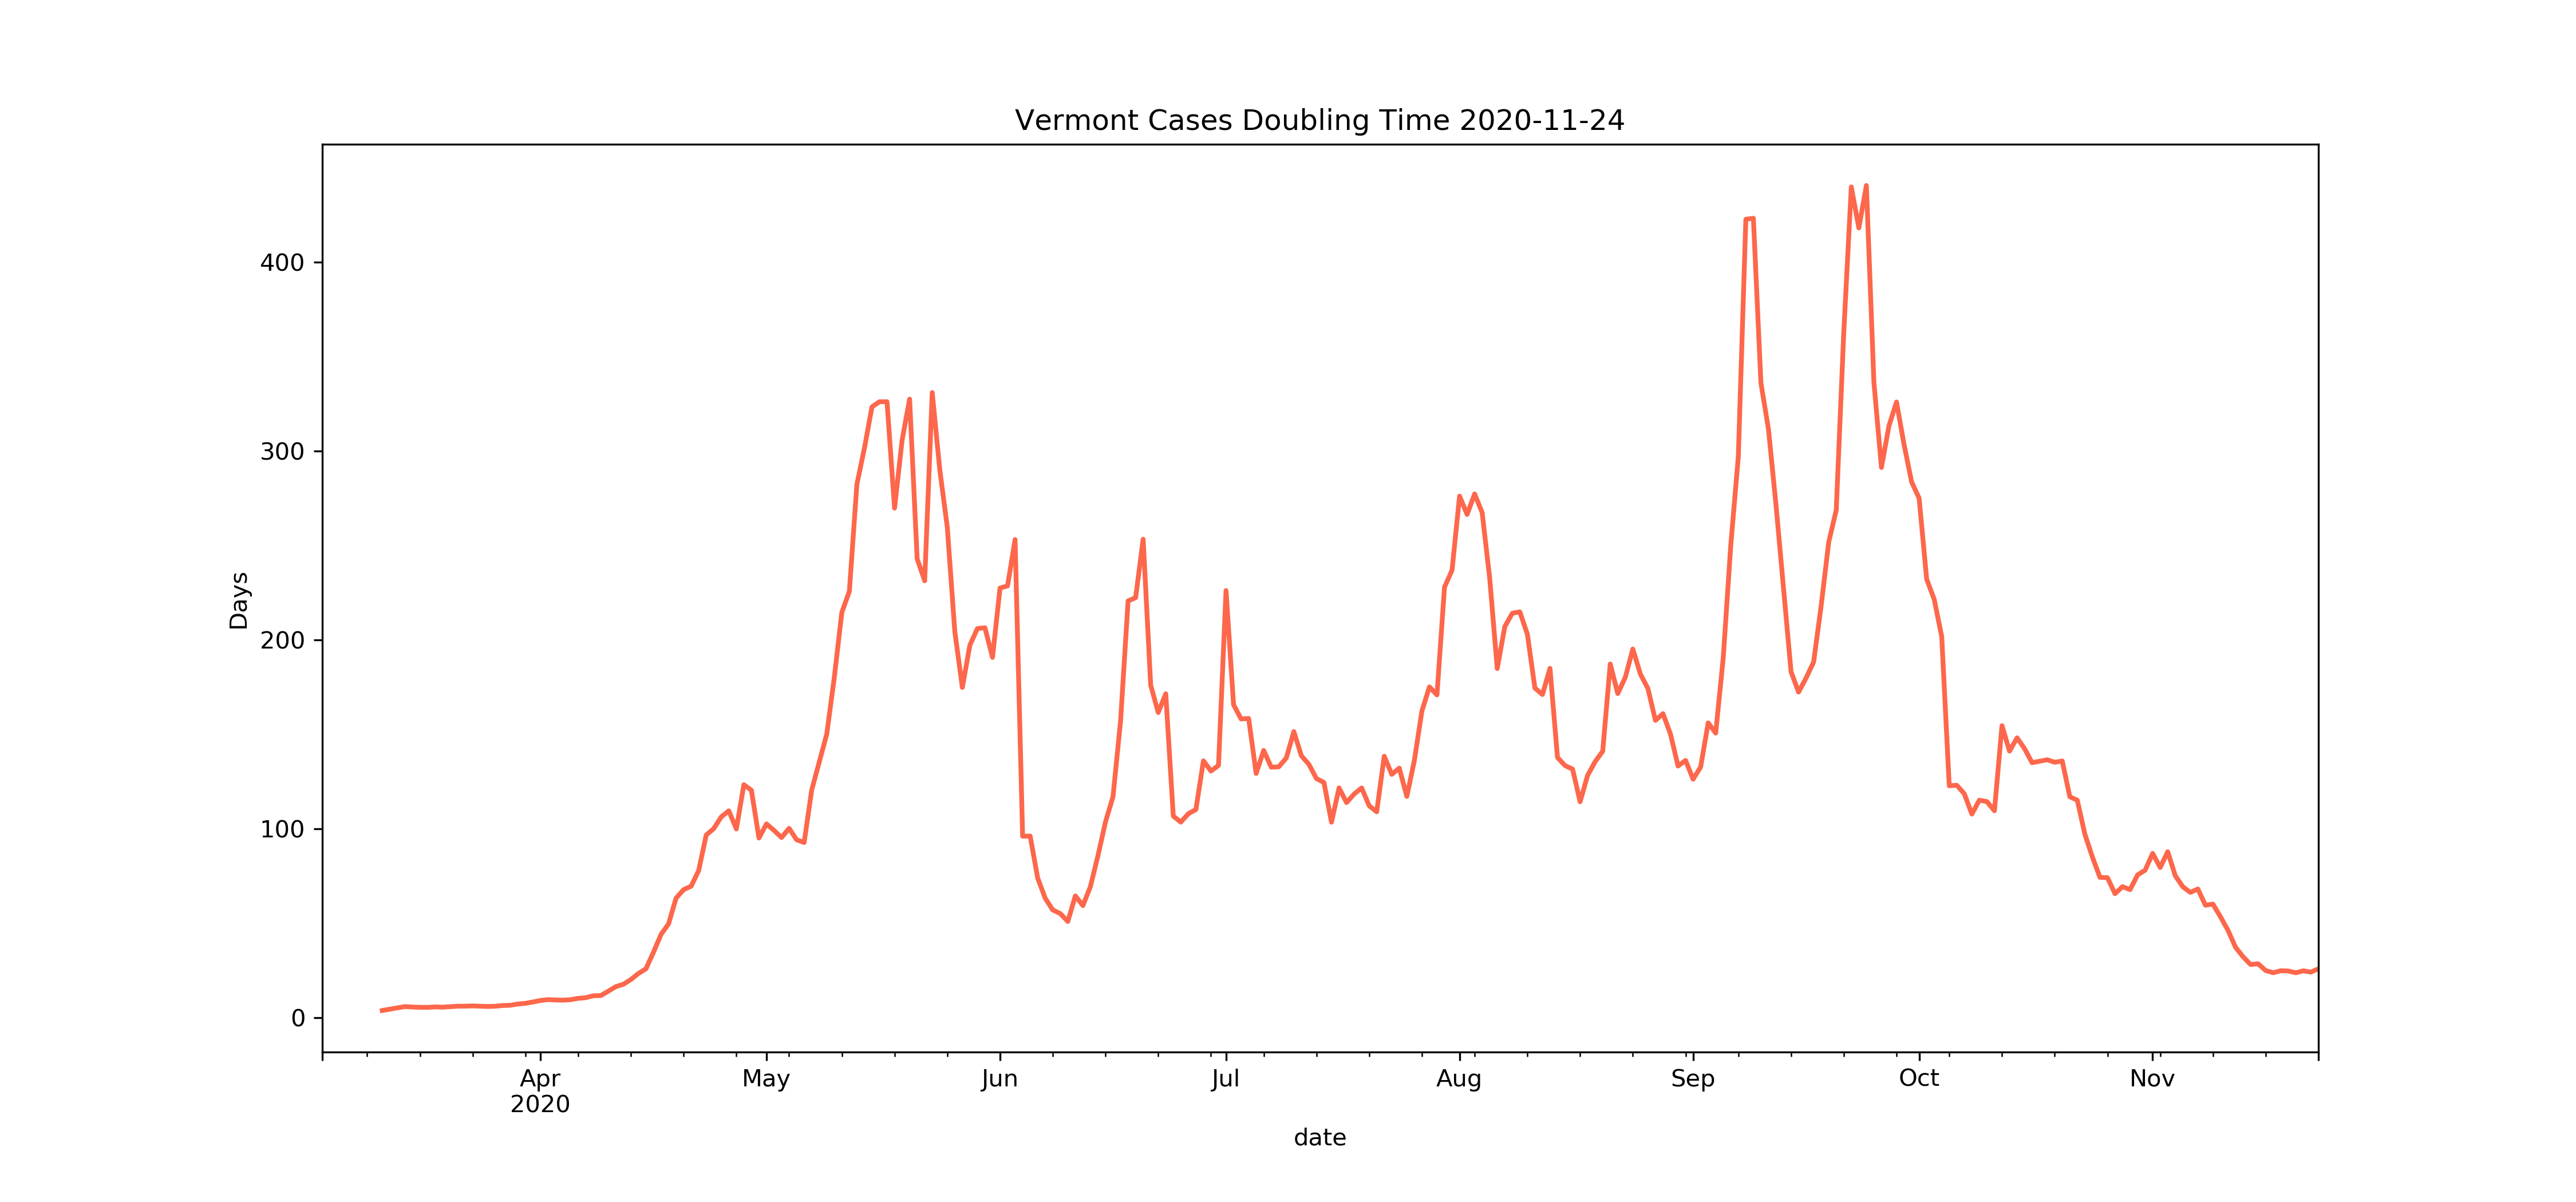 Vermont Cases Doubling Time 2020-11-24
400
300
200
100
0
Days
Apr
2020
May
Jun
Jul
Aug
Sep
Oct
Nov
date